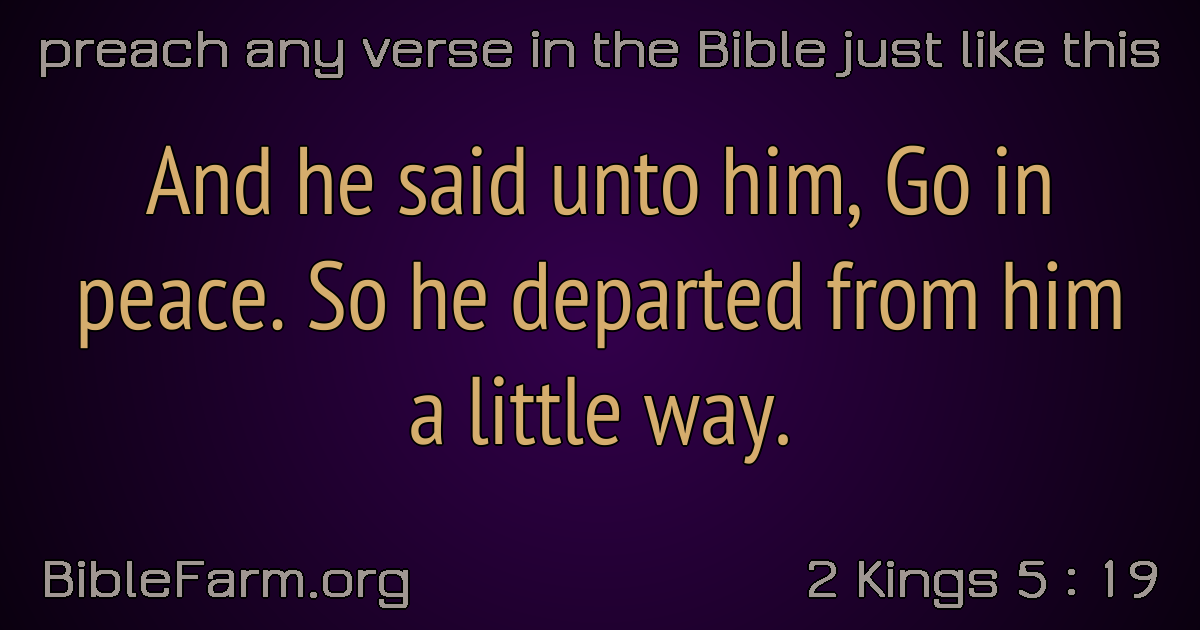 preach any verse in the Bible just like this
And he said unto him, Go in
peace. So he departed from him
a little way.
BibleFarm.org
2 Kings 5 : 19